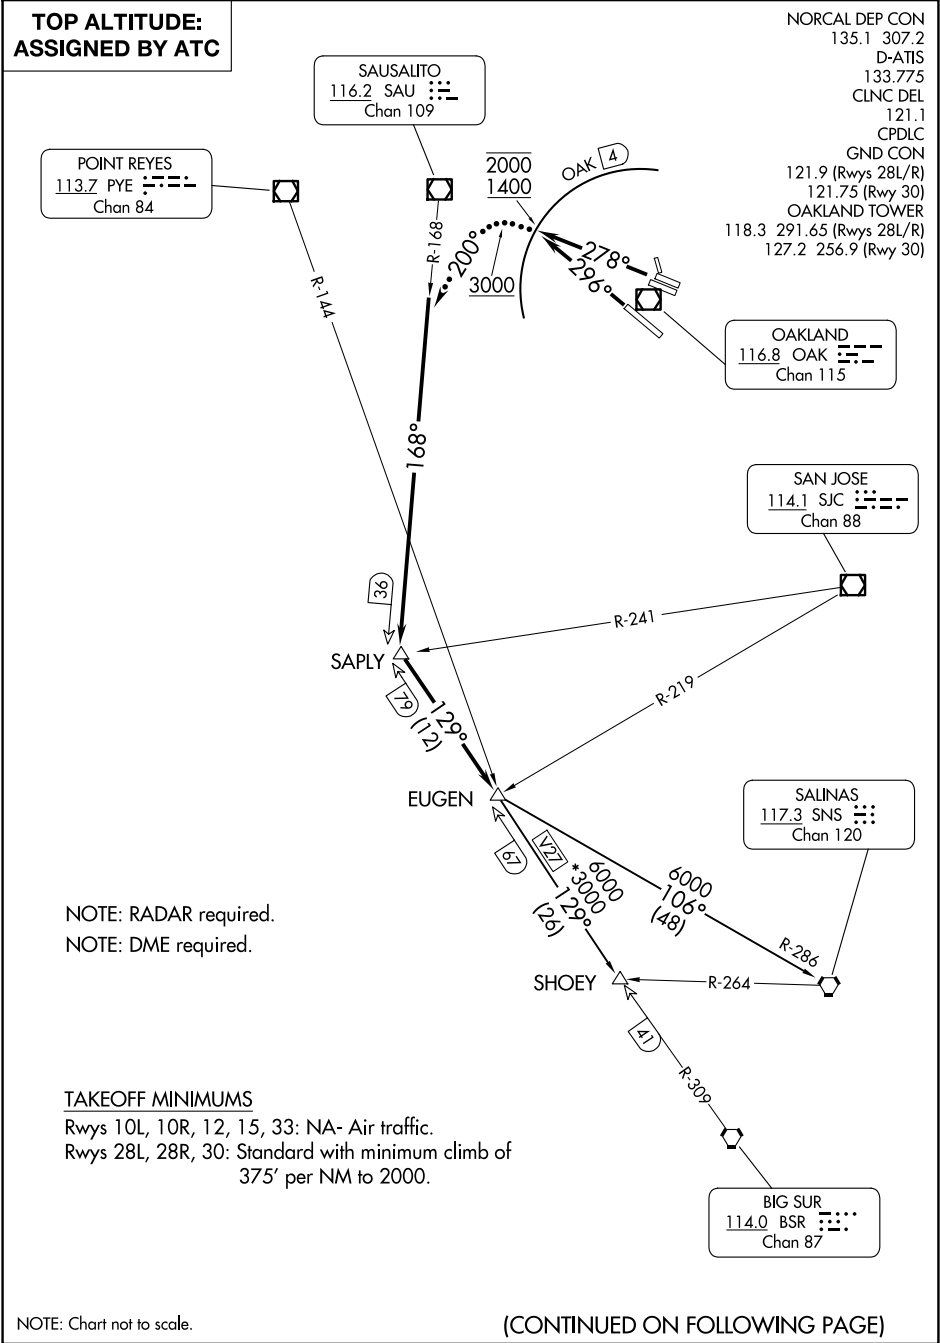 TOP ALTITUDE:
ASSIGNED BY ATC
NORCAL DEP CON
135.1 307.2
D-ATIS
133.775
CLNC DEL
121.1
CPDLC
GND CON
121.9 (Rwys 28L/R)
121.75 (Rwy 30)
OAKLAND TOWER
118.3 291.65 (Rwys 28L/R)
127.2 256.9 (Rwy 30)
SAUSALITO
116.2 SAU
Chan 109
POINT REYES
113.7 PYE
Chan 84
2000
1400
OAK 4
R-168
200°
3000
278°
296°
R-144
OAKLAND
116.8 OAK
Chan 115
168°
SAN JOSE
114.1 SJC
Chan 88
36
R-241
SAPLY
79
129°
(12)
R-219
EUGEN
67
V27
6000
*3000
129°
(26)
6000
106°
(48)
R-286
SALINAS
117.3 SNS
Chan 120
NOTE: RADAR required.
NOTE: DME required.
SHOEY
R-264
41
R-309
TAKEOFF MINIMUMS
Rwys 10L, 10R, 12, 15, 33: NA- Air traffic.
Rwys 28L, 28R, 30: Standard with minimum climb of
375' per NM to 2000.
BIG SUR
114.0 BSR
Chan 87
NOTE: Chart not to scale.
(CONTINUED ON FOLLOWING PAGE)